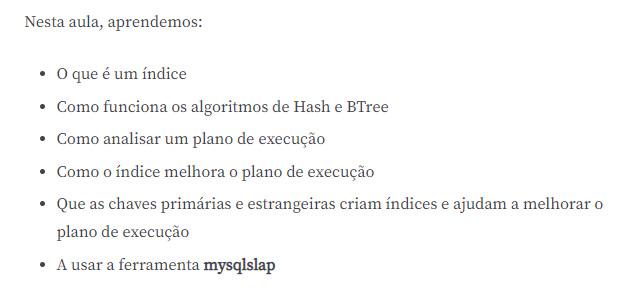 Nesta aula, aprendemos:
• O que é um índice
• Como funciona os algoritmos de Hash e BTree
• Como analisar um plano de execução
• Como o índice melhora o plano de execução
• Que as chaves primárias e estrangeiras criam índices e ajudam a melhorar o
plano de execução
• A usar a ferramenta mysqlslap